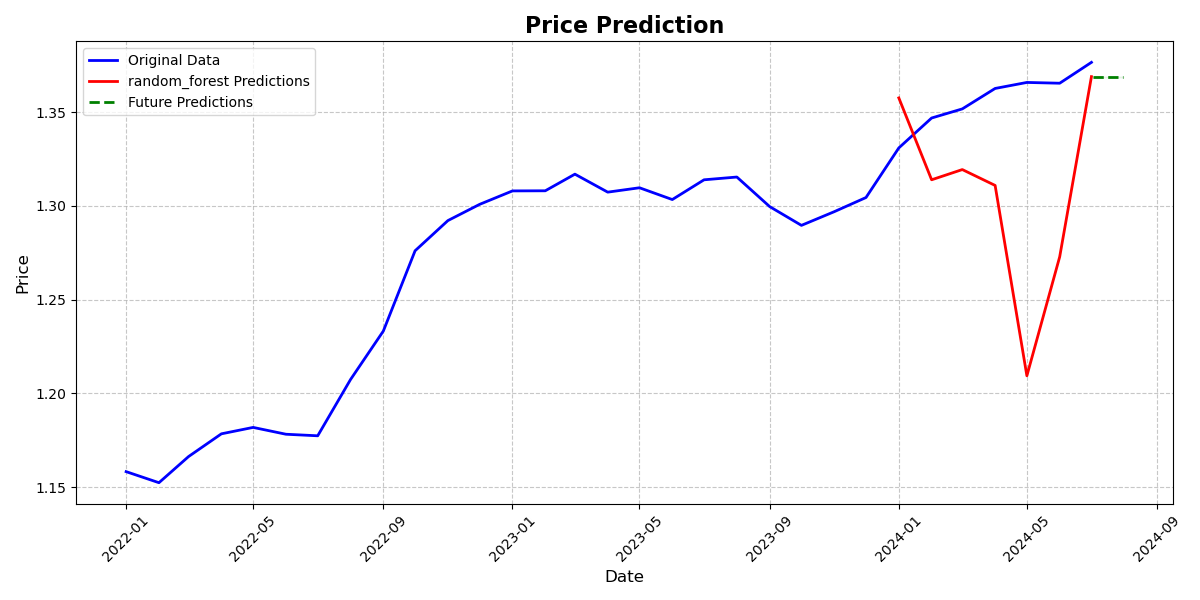 Price Prediction
Original Data
random_forest Predictions
Future Predictions
Price
1.35
1.30
1.25
1.20
1.15
2022-01
2022-05
2022-09
2023-01
2023-05
2023-09
2024-01
2024-05
2024-09
Date